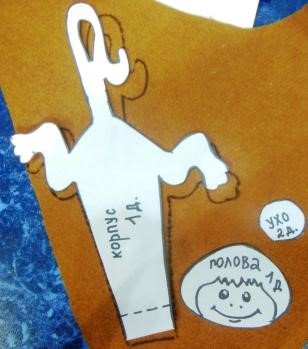 корпус
1д.
ухо
2д.
голова
1д